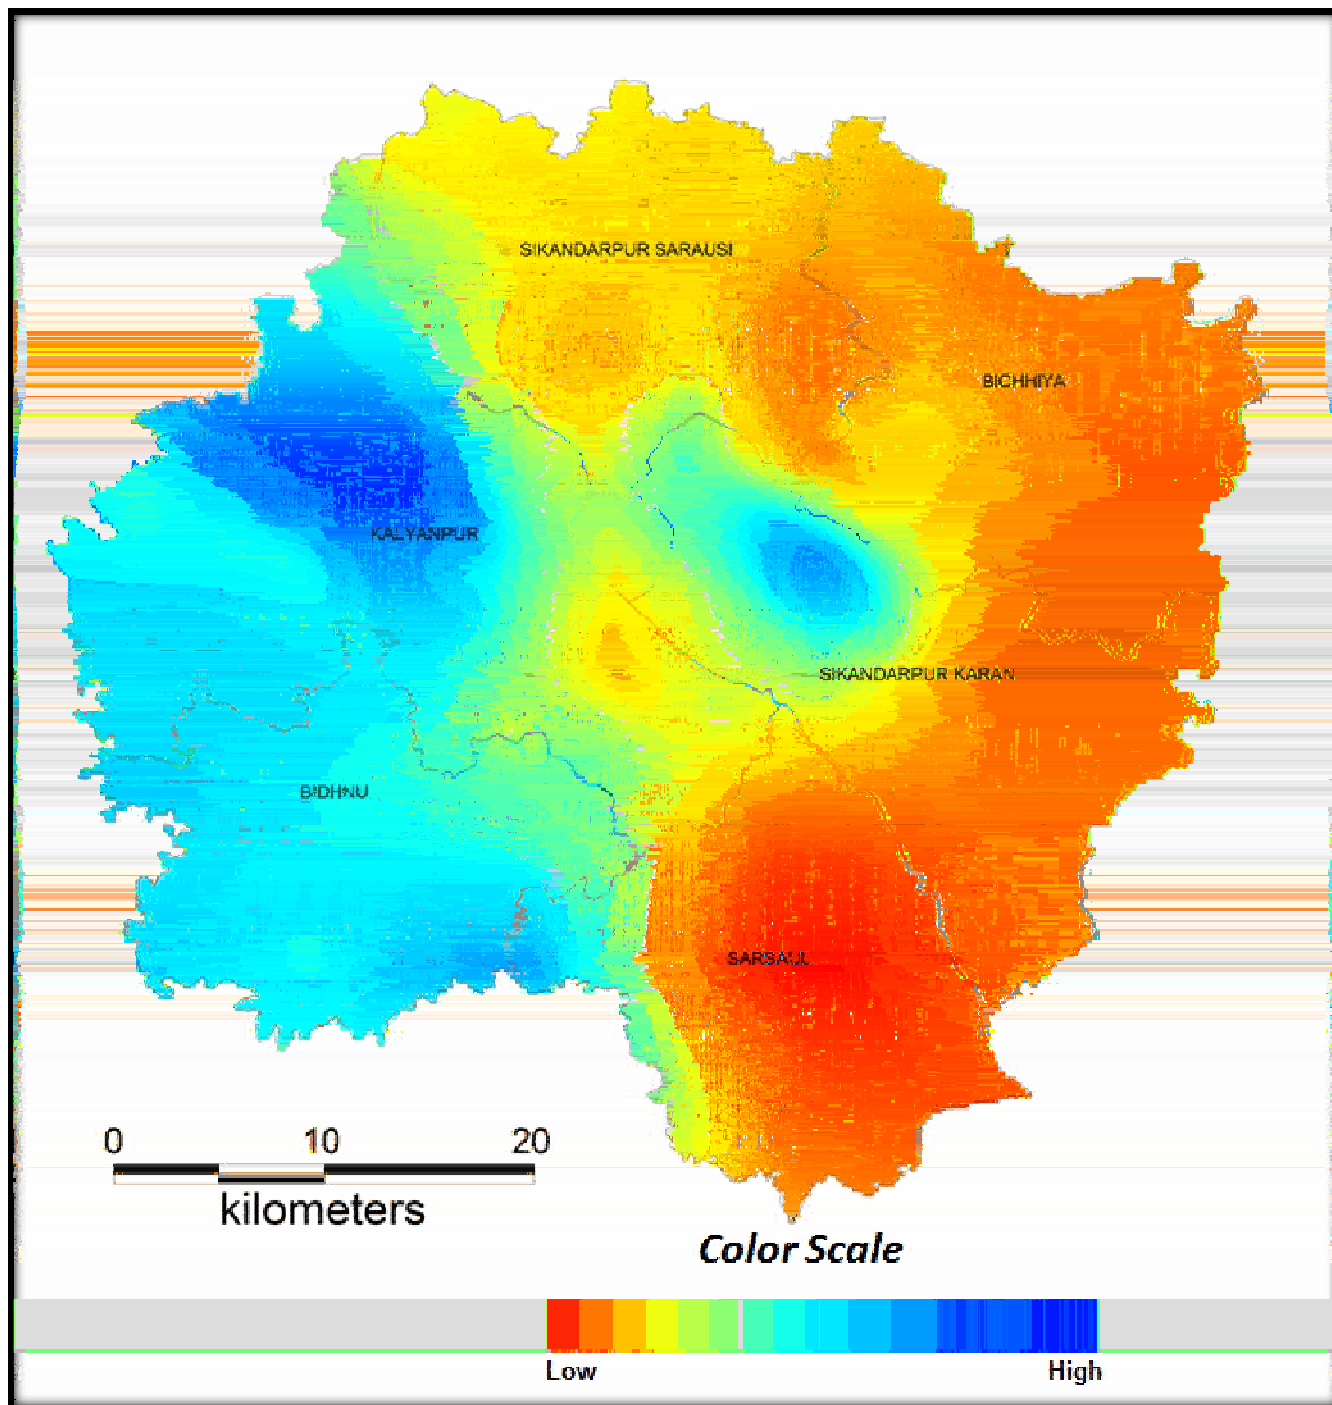 SIKANDARPUR SARAUSI
BICHHIYA
KALYANPUR
SIKANDARPUR KARAN
BIDHNU
SARSAUL
0 10 20
kilometers
Color Scale
Low High